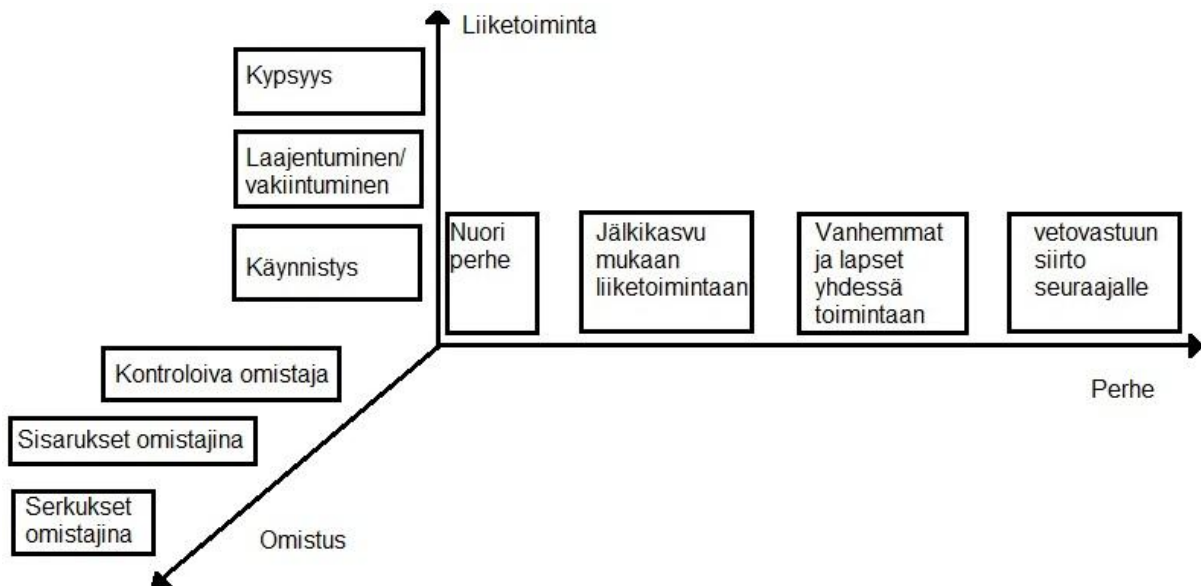 Liiketoiminta
Kypsyys
Laajentuminen/
vakiintuminen
Käynnistys
Nuori
perhe
Jälkikasvu
mukaan
liiketoimintaan
Vanhemmat
ja lapset
yhdessä
toimintaan
vetovastuun
siirto
seuraajalle
Perhe
Kontroloiva omistaja
Sisarukset omistajina
Serkukset
omistajina
Omistus